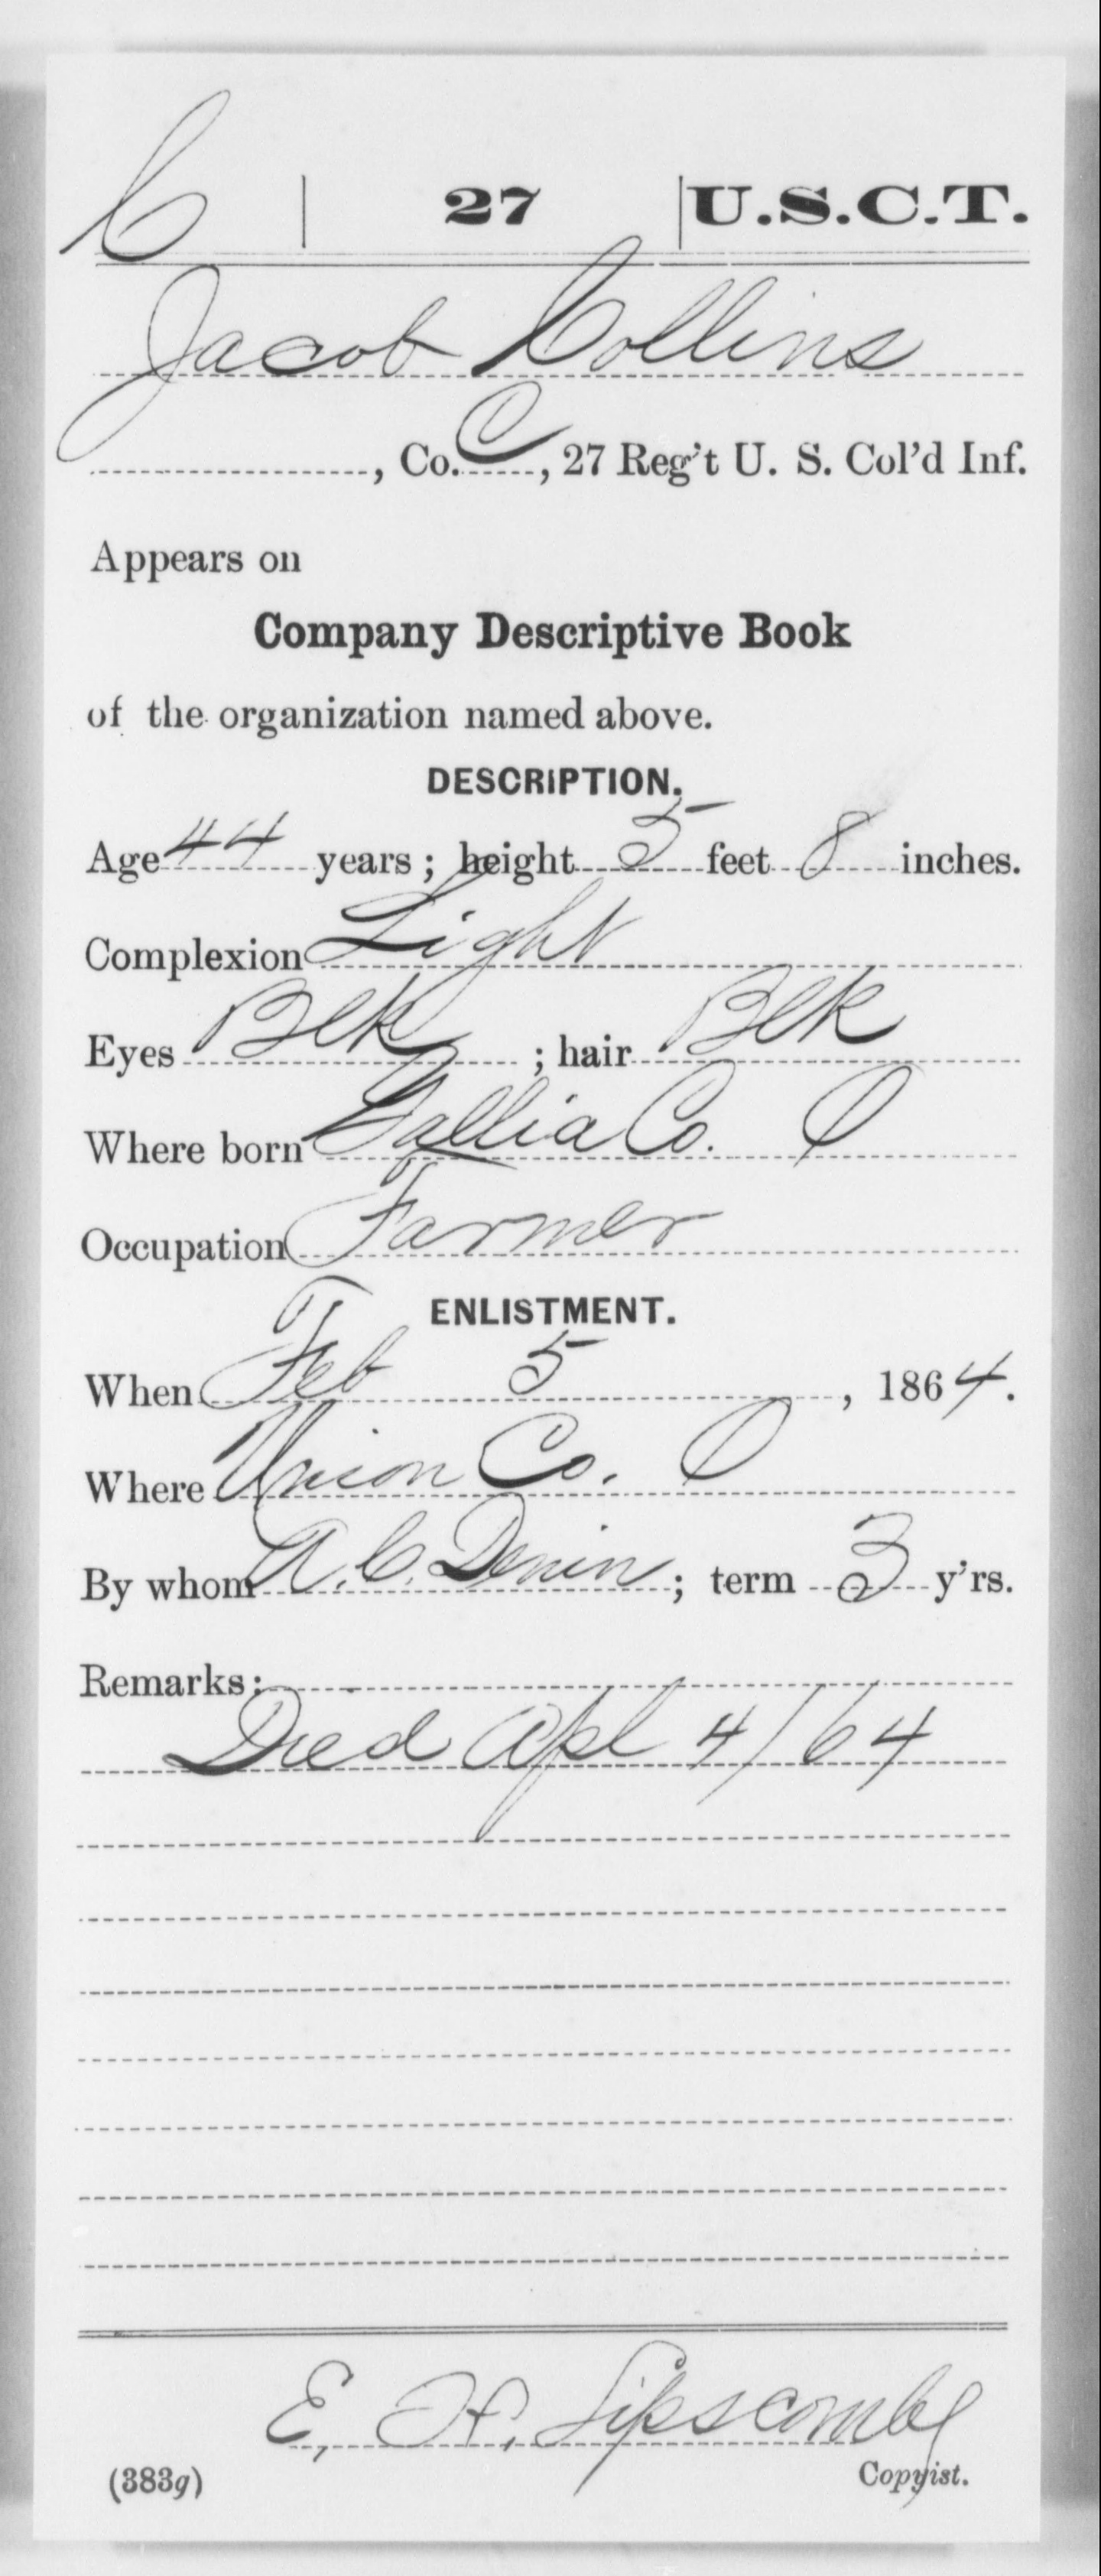 C | 27 | U.S.C.T.
Jacob Collins
, Co. C, 27 Reg't U. S. Col'd Inf.
Appears on
Company Descriptive Book
of the organization named above.
DESCRIPTION.
Age 44 years; height 5 feet 8 inches.
Complexion Light
Eyes Blk; hair Blk
Where born Gallia Co. O
Occupation Farmer
ENLISTMENT.
When Feb 5, 1864.
Where Union Co. O
By whom A. C. Demin; term 3 y'rs.
Remarks:
Died Apl 4/64
E. H. Lipscombe
(383g) Copyist.